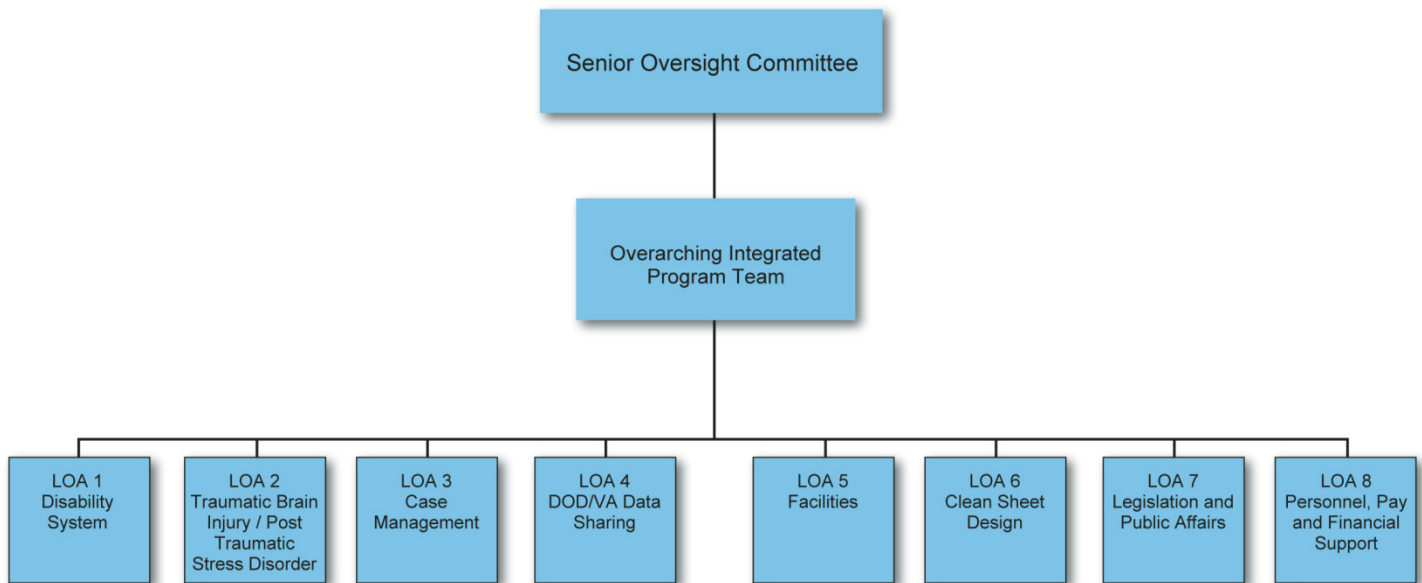 Senior Oversight Committee
Overarching Integrated
Program Team
LOA 1
Disability
System
LOA 2
Traumatic Brain
Injury / Post
Traumatic
Stress Disorder
LOA 3
Case
Management
LOA 4
DOD/VA Data
Sharing
LOA 5
Facilities
LOA 6
Clean Sheet
Design
LOA 7
Legislation and
Public Affairs
LOA 8
Personnel, Pay
and Financial
Support